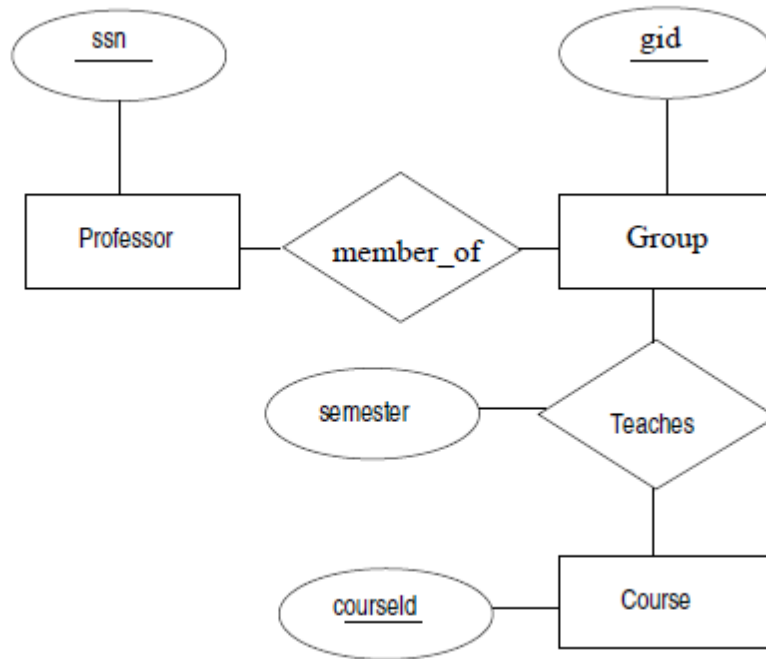 ssn
gid
Professor
member_of
Group
semester
Teaches
courseId
Course